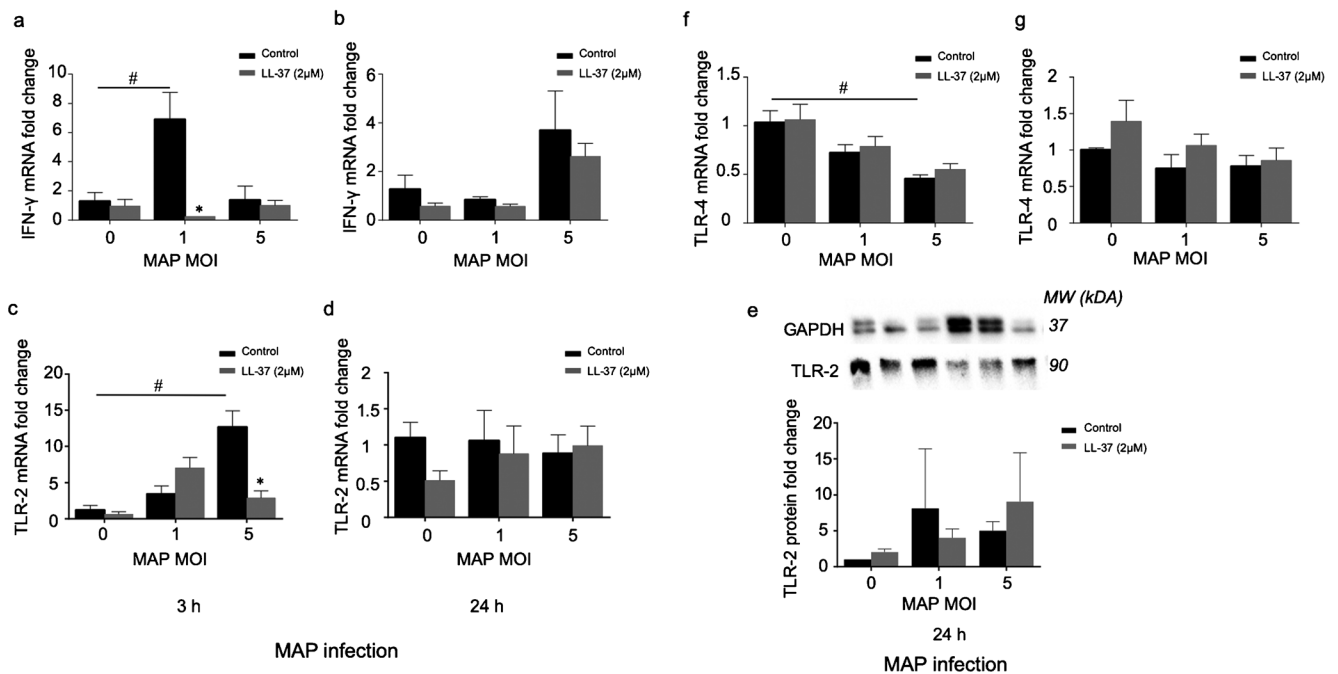 a
Control
LL-37 (2μM)
IFN-γ mRNA fold change
10
8
6
4
2
0
#
*
0 1 5
MAP MOI
b
Control
LL-37 (2μM)
IFN-γ mRNA fold change
6
4
2
0
0 1 5
MAP MOI
f
Control
LL-37 (2μM)
TLR-4 mRNA fold change
1.5
1
0.5
0
#
0 1 5
MAP MOI
g
Control
LL-37 (2μM)
TLR-4 mRNA fold change
2
1.5
1
0.5
0
0 1 5
MAP MOI
c
Control
LL-37 (2μM)
TLR-2 mRNA fold change
20
15
10
5
0
#
*
0 1 5
MAP MOI
3 h
d
Control
LL-37 (2μM)
TLR-2 mRNA fold change
2
1.5
1
0.5
0
0 1 5
MAP MOI
24 h
MAP infection
e
MW (kDA)
GAPDH 37
TLR-2 90
Control
LL-37 (2μM)
TLR-2 protein fold change
20
15
10
5
0
0 1 5
MAP MOI
24 h
MAP infection